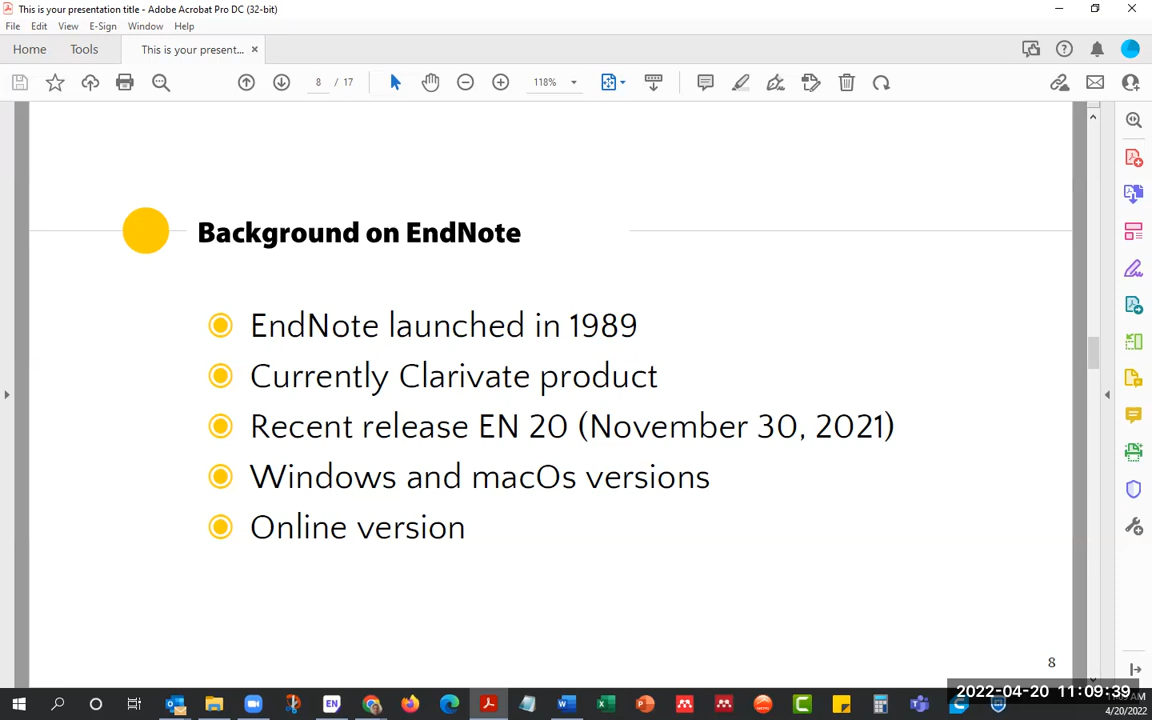 This is your presentation title - Adobe Acrobat Pro DC (32-bit)
File Edit View E-Sign Window Help
Home Tools This is your present... ×
8 / 17 118%
Background on EndNote
EndNote launched in 1989
Currently Clarivate product
Recent release EN 20 (November 30, 2021)
Windows and macOs versions
Online version
8
EN
2022-04-20 11:09:39
4/20/2022